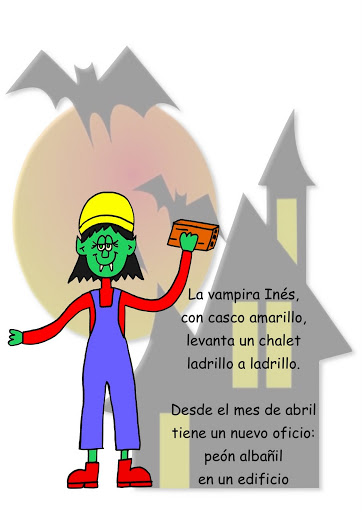 La vampira Inés,
con casco amarillo,
levanta un chalet
ladrillo a ladrillo.
Desde el mes de abril
tiene un nuevo oficio:
peón albañil
en un edificio